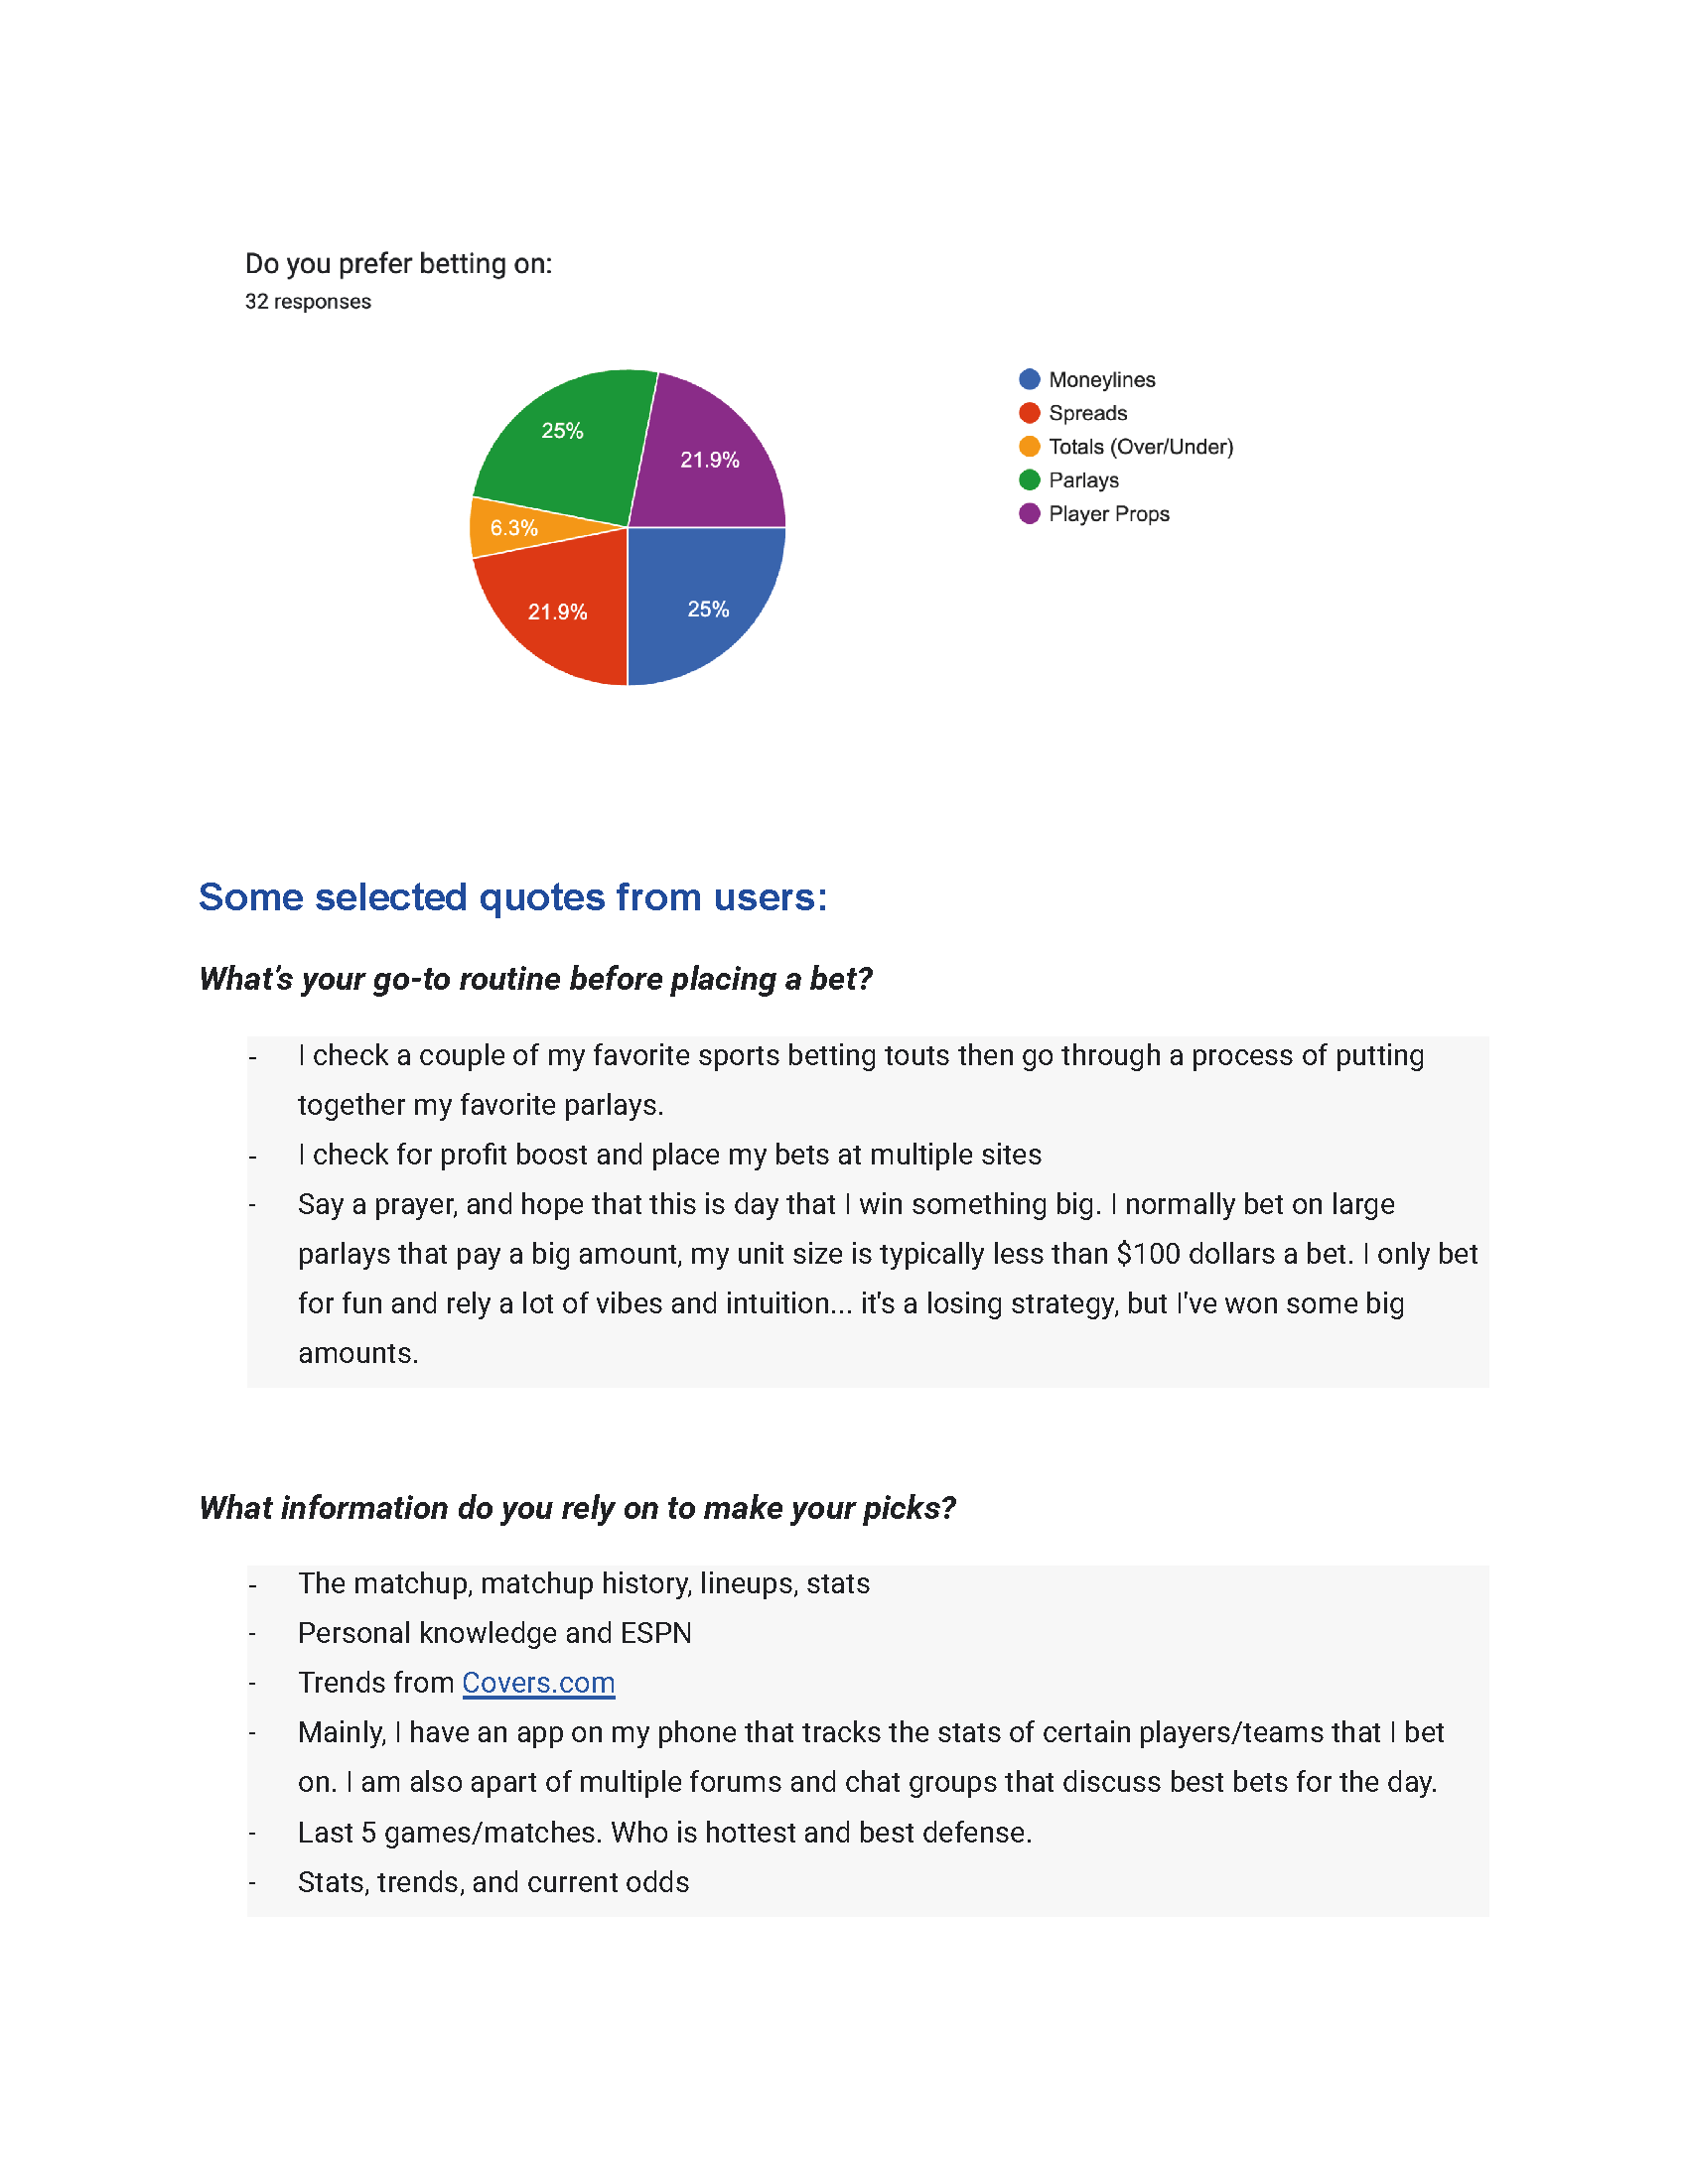 Do you prefer betting on:
32 responses
25%
21.9%
6.3%
21.9%
25%
Moneylines
Spreads
Totals (Over/Under)
Parlays
Player Props
Some selected quotes from users:
What's your go-to routine before placing a bet?
- I check a couple of my favorite sports betting touts then go through a process of putting
together my favorite parlays.
- I check for profit boost and place my bets at multiple sites
- Say a prayer, and hope that this is day that I win something big. I normally bet on large
parlays that pay a big amount, my unit size is typically less than $100 dollars a bet. I only bet
for fun and rely a lot of vibes and intuition... it's a losing strategy, but I've won some big
amounts.
What information do you rely on to make your picks?
- The matchup, matchup history, lineups, stats
- Personal knowledge and ESPN
- Trends from Covers.com
- Mainly, I have an app on my phone that tracks the stats of certain players/teams that I bet
on. I am also apart of multiple forums and chat groups that discuss best bets for the day.
- Last 5 games/matches. Who is hottest and best defense.
- Stats, trends, and current odds